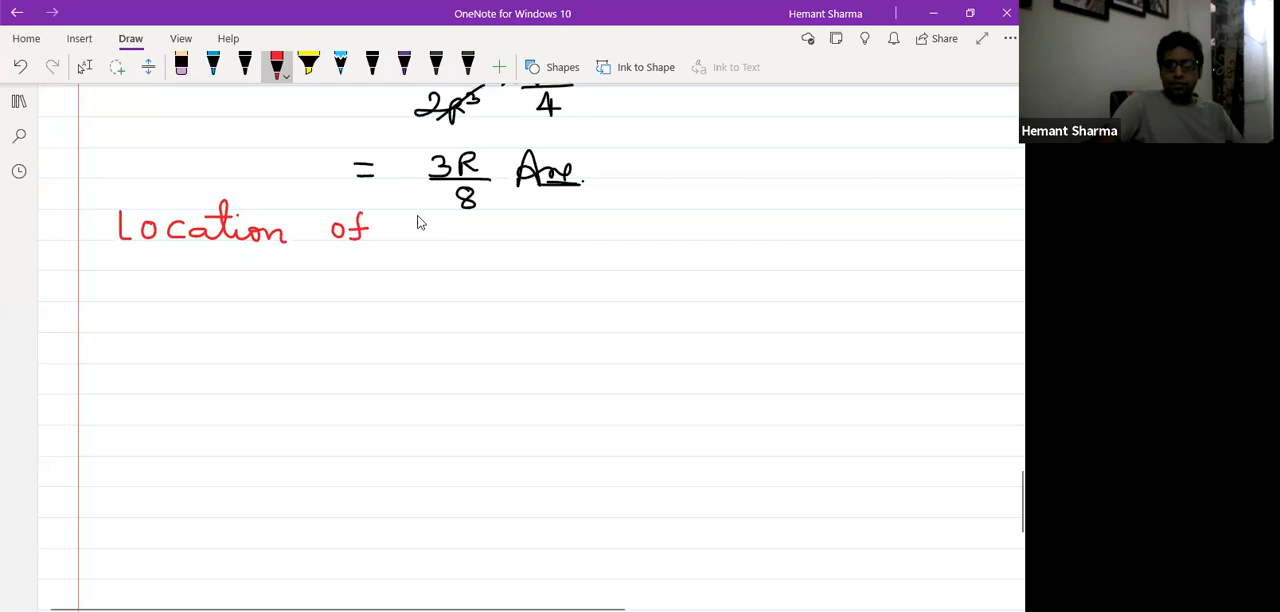 OneNote for Windows 10
Hemant Sharma
Home Insert Draw View Help
Share
Shapes Ink to Shape Ink to Text
Hemant Sharma
2R³ 4
= 3R/8 Ans.
Location of